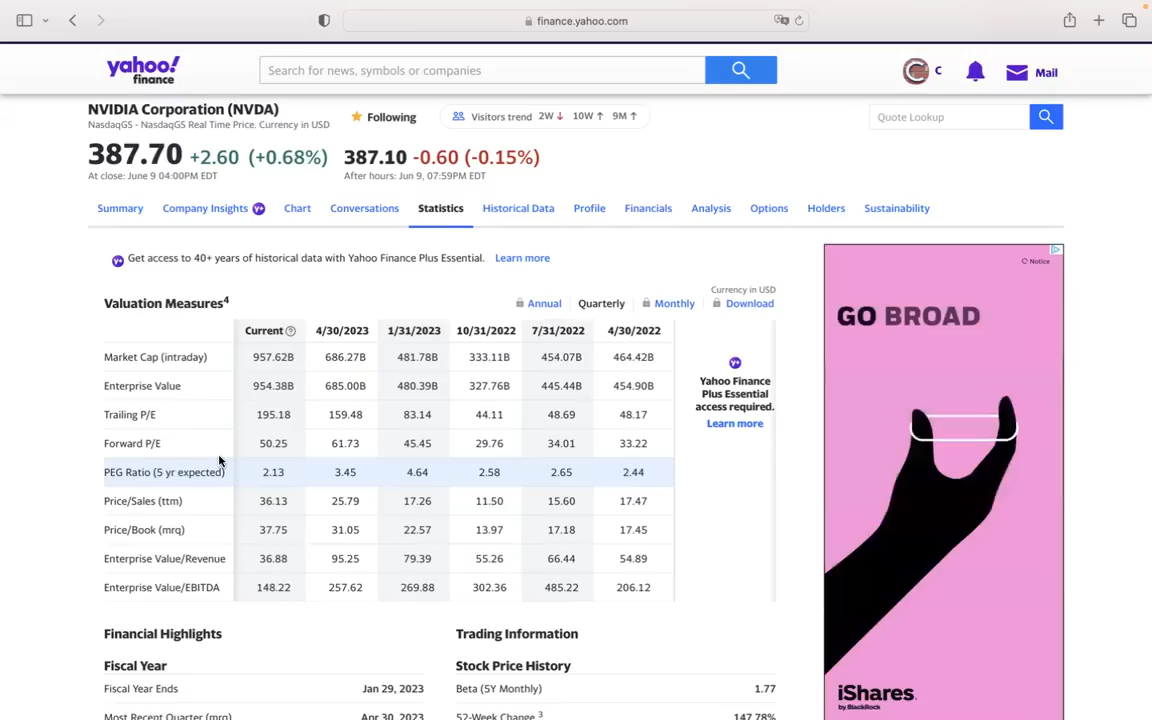 finance.yahoo.com
yahoo!
finance
Search for news, symbols or companies
C
Mail
NVIDIA Corporation (NVDA)
NasdaqGS - NasdaqGS Real Time Price. Currency in USD
Following
Visitors trend 2W↓ 10W↑ 9M↑
Quote Lookup
387.70 +2.60 (+0.68%) 387.10 -0.60 (-0.15%)
At close: June 9 04:00PM EDT After hours: Jun 9, 07:59PM EDT
Summary Company Insights Y+ Chart Conversations Statistics Historical Data Profile Financials Analysis Options Holders Sustainability
Y+ Get access to 40+ years of historical data with Yahoo Finance Plus Essential. Learn more
Currency in USD
Valuation Measures4 Annual Quarterly Monthly Download
Current ? 4/30/2023 1/31/2023 10/31/2022 7/31/2022 4/30/2022
Market Cap (intraday) 957.62B 686.27B 481.78B 333.11B 454.07B 464.42B
Enterprise Value 954.38B 685.00B 480.39B 327.76B 445.44B 454.90B
Trailing P/E 195.18 159.48 83.14 44.11 48.69 48.17
Forward P/E 50.25 61.73 45.45 29.76 34.01 33.22
PEG Ratio (5 yr expected) 2.13 3.45 4.64 2.58 2.65 2.44
Price/Sales (ttm) 36.13 25.79 17.26 11.50 15.60 17.47
Price/Book (mrq) 37.75 31.05 22.57 13.97 17.18 17.45
Enterprise Value/Revenue 36.88 95.25 79.39 55.26 66.44 54.89
Enterprise Value/EBITDA 148.22 257.62 269.88 302.36 485.22 206.12
Y+
Yahoo Finance
Plus Essential
access required.
Learn more
Notice
GO BROAD
iShares.
by BlackRock
Financial Highlights
Fiscal Year
Fiscal Year Ends Jan 29, 2023
Most Recent Quarter (mrq) Apr 30, 2023
Trading Information
Stock Price History
Beta (5Y Monthly) 1.77
52-Week Change 3 147.78%